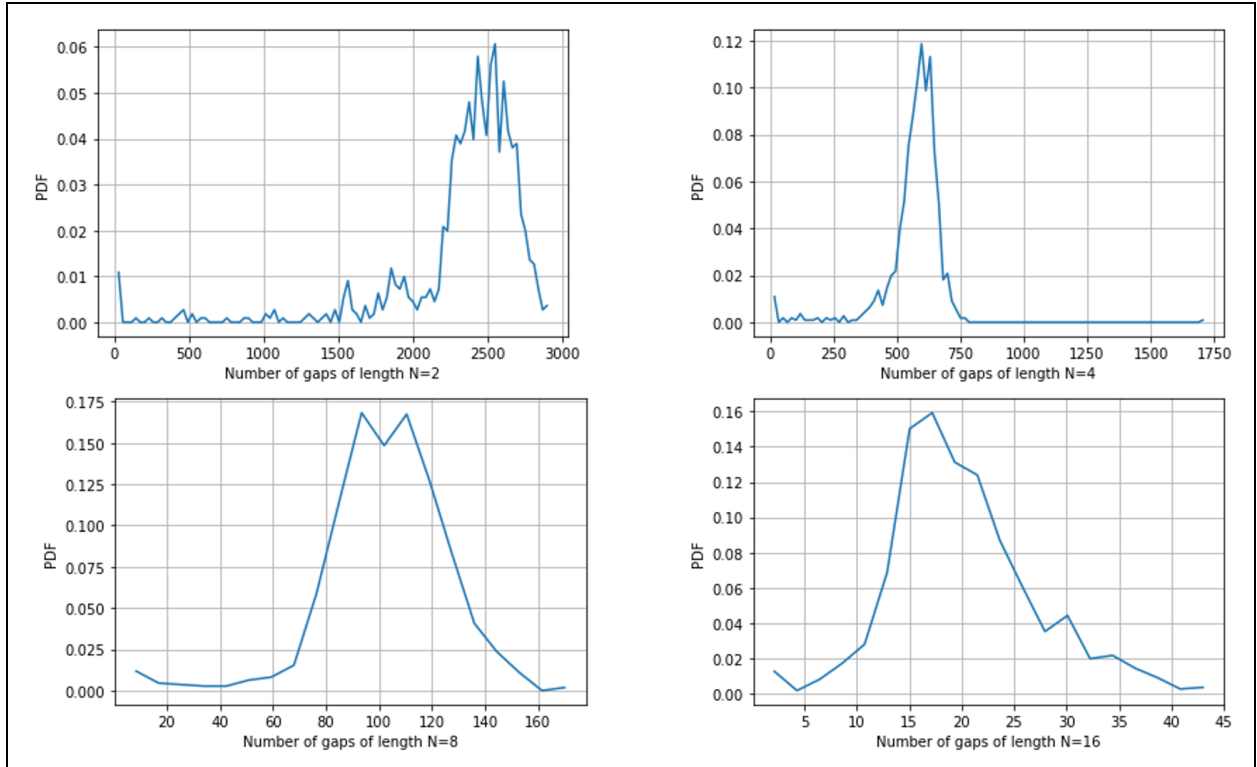 0.06
0.05
0.04
0.03
0.02
0.01
0.00
PDF
0 500 1000 1500 2000 2500 3000
Number of gaps of length N=2
0.12
0.10
0.08
0.06
0.04
0.02
0.00
PDF
0 250 500 750 1000 1250 1500 1750
Number of gaps of length N=4
0.175
0.150
0.125
0.100
0.075
0.050
0.025
0.000
PDF
20 40 60 80 100 120 140 160
Number of gaps of length N=8
0.16
0.14
0.12
0.10
0.08
0.06
0.04
0.02
0.00
PDF
5 10 15 20 25 30 35 40 45
Number of gaps of length N=16